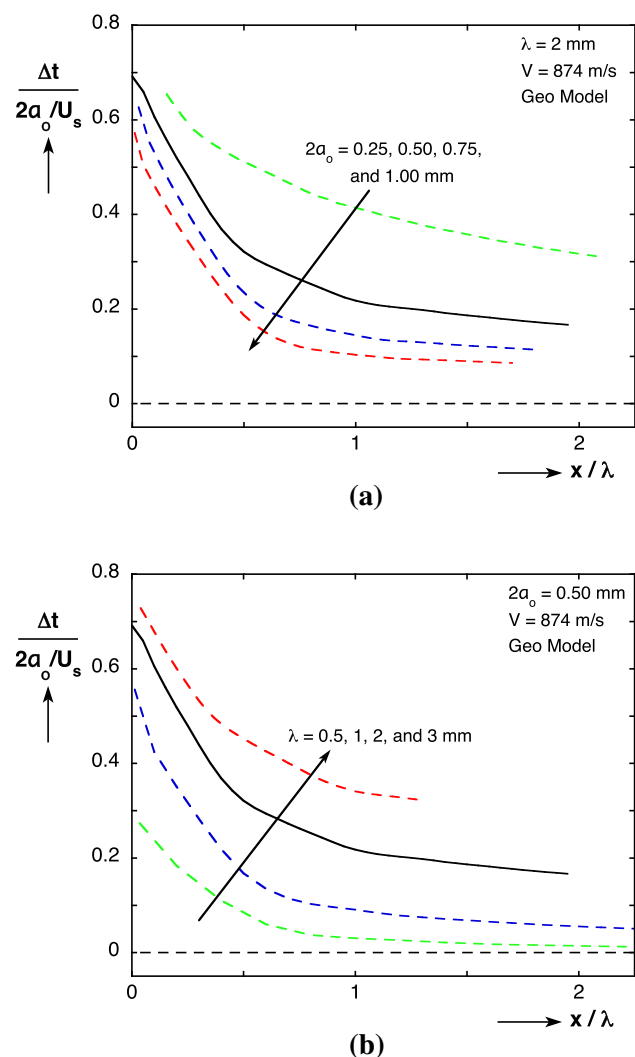 0.8
0.6
0.4
0.2
0
Δt
2a₀/Uₛ
λ = 2 mm
V = 874 m/s
Geo Model
2a₀ = 0.25, 0.50, 0.75,
and 1.00 mm
0 1 2
x / λ
(a)
0.8
0.6
0.4
0.2
0
Δt
2a₀/Uₛ
2a₀ = 0.50 mm
V = 874 m/s
Geo Model
λ = 0.5, 1, 2, and 3 mm
0 1 2
x / λ
(b)